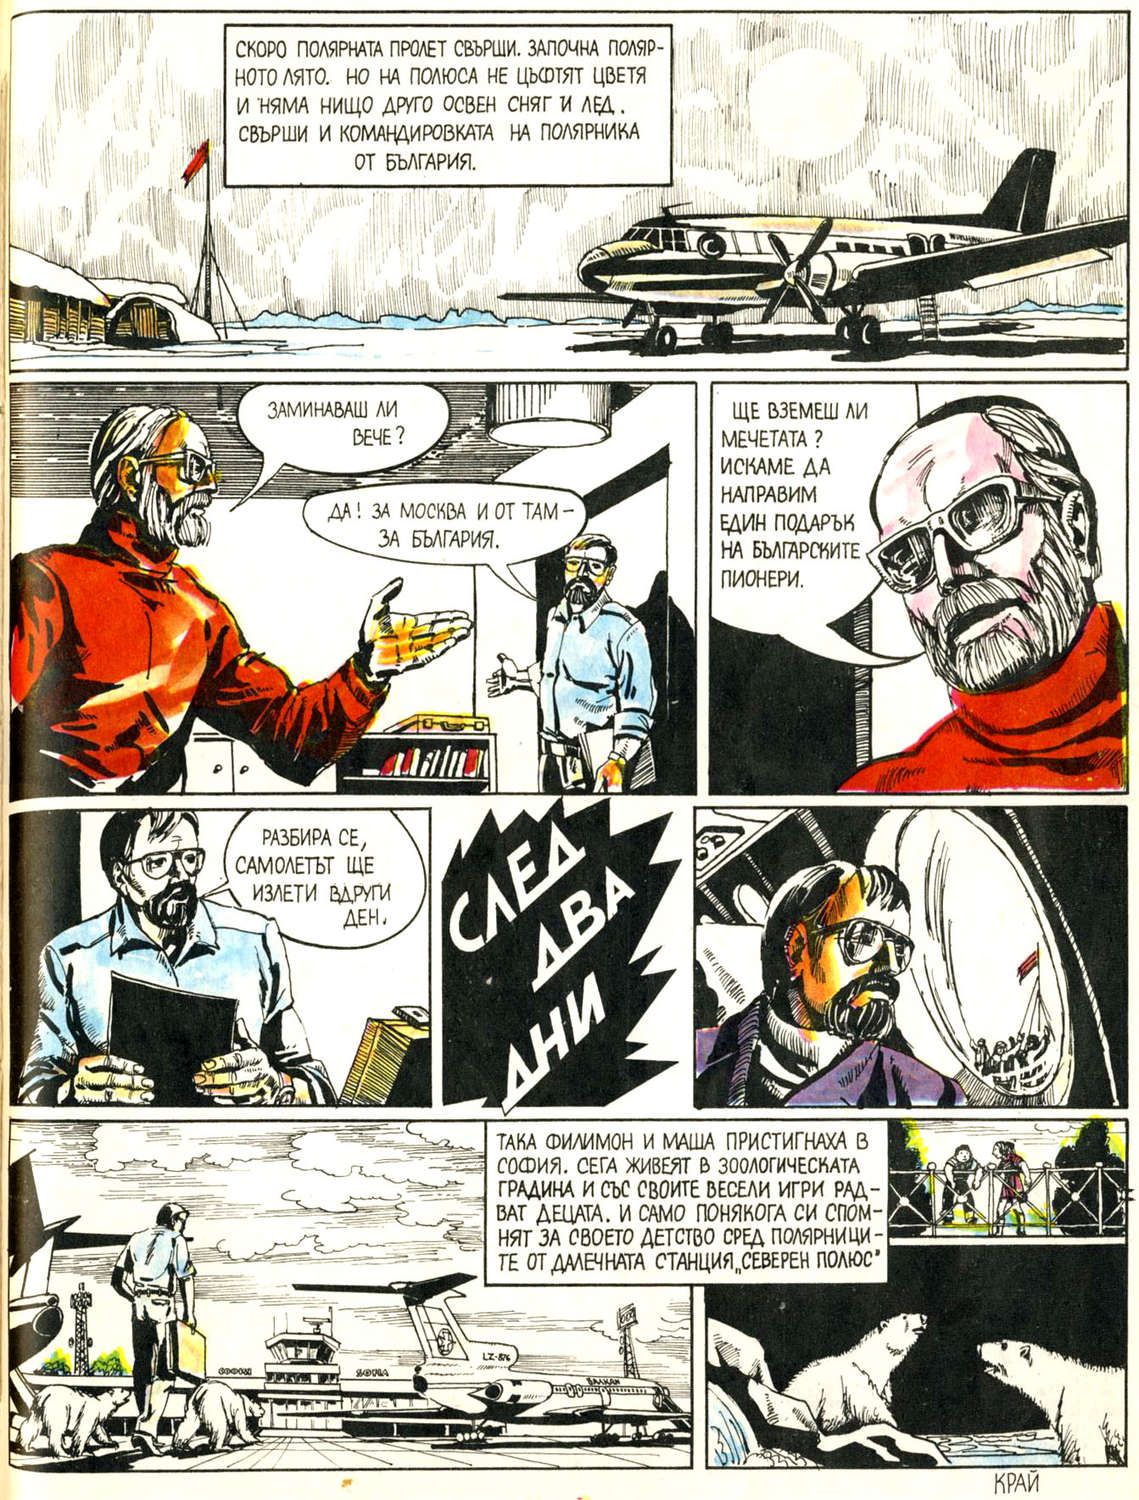 СКОРО ПОЛЯРНАТА ПРОЛЕТ СВЪРШИ. ЗАПОЧНА ПОЛЯР-
НОТО ЛЯТО. НО НА ПОЛЮСА НЕ ЦЪФТЯТ ЦВЕТЯ
И НЯМА НИЩО ДРУГО ОСВЕН СНЯГ И ЛЕД.
СВЪРШИ И КОМАНДИРОВКАТА НА ПОЛЯРНИКА
ОТ БЪЛГАРИЯ.
ЗАМИНАВАШ ЛИ
ВЕЧЕ?
ДА! ЗА МОСКВА И ОТ ТАМ-
ЗА БЪЛГАРИЯ.
ЩЕ ВЗЕМЕШ ЛИ
МЕЧЕТАТА?
ИСКАМЕ ДА
НАПРАВИМ
ЕДИН ПОДАРЪК
НА БЪЛГАРСКИТЕ
ПИОНЕРИ.
РАЗБИРА СЕ,
САМОЛЕТЪТ ЩЕ
ИЗЛЕТИ ВДРУГИ
ДЕН.
СЛЕД
ДВА
ДНИ
ТАКА ФИЛИМОН И МАША ПРИСТИГНАХА В
СОФИЯ. СЕГА ЖИВЕЯТ В ЗООЛОГИЧЕСКАТА
ГРАДИНА И СЪС СВОИТЕ ВЕСЕЛИ ИГРИ РАД-
ВАТ ДЕЦАТА. И САМО ПОНЯКОГА СИ СПОМ-
НЯТ ЗА СВОЕТО ДЕТСТВО СРЕД ПОЛЯРНИЦИ-
ТЕ ОТ ДАЛЕЧНАТА СТАНЦИЯ „СЕВЕРЕН ПОЛЮС"
LZ-876
БАЛКАН
СОФИЯ SOFIA
КРАЙ